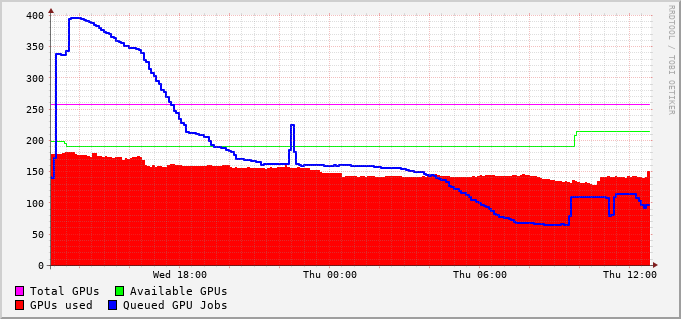 400
350
300
250
200
150
100
50
0
Wed 18:00 Thu 00:00 Thu 06:00 Thu 12:00
Total GPUs Available GPUs
GPUs used Queued GPU Jobs
RRDTOOL / TOBI OETIKER